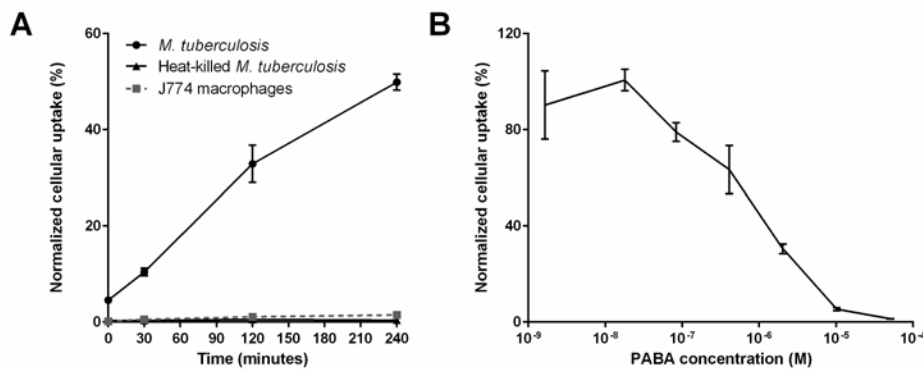 A
Normalized cellular uptake (%)
60
40
20
0
M. tuberculosis
Heat-killed M. tuberculosis
J774 macrophages
0 30 60 90 120 150 180 210 240
Time (minutes)
B
Normalized cellular uptake (%)
120
80
40
0
10-9 10-8 10-7 10-6 10-5 10-4
PABA concentration (M)